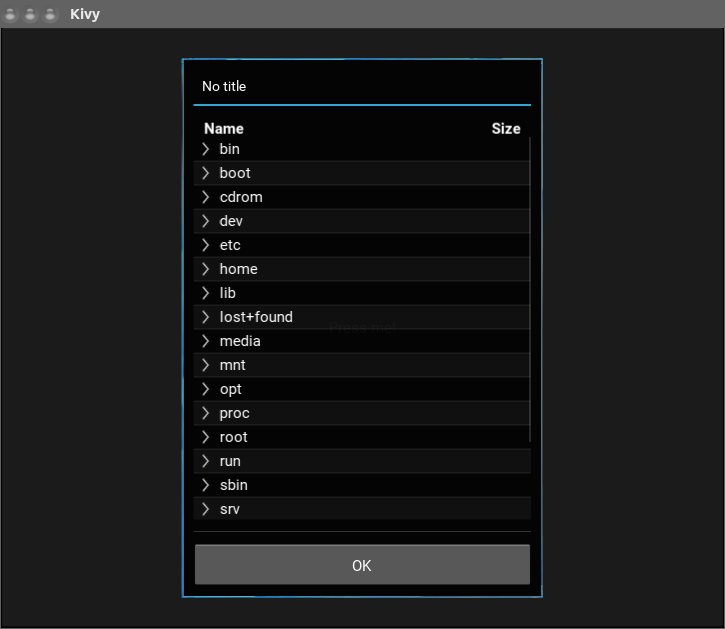 Kivy
No title
Name Size
bin
boot
cdrom
dev
etc
home
lib
lost+found
Press me!
media
mnt
opt
proc
root
run
sbin
srv
OK